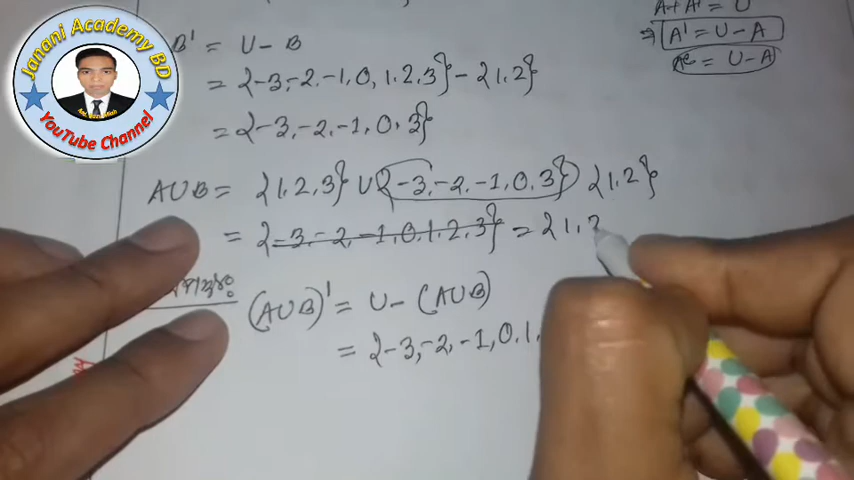 Janani Academy BD
YouTube Channel
A+A' = U
⇒ A' = U-A
Aᶜ = U-A
B' = U-B
= {-3,-2,-1,0,1,2,3} - {1,2}
= {-3,-2,-1,0,3}
A∪B = {1,2,3} ∪ {-3,-2,-1,0,3} {1,2}
= {-3,-2,-1,0,1,2,3} = {1,2
(A∪B)' = U-(A∪B)
= {-3,-2,-1,0,1,